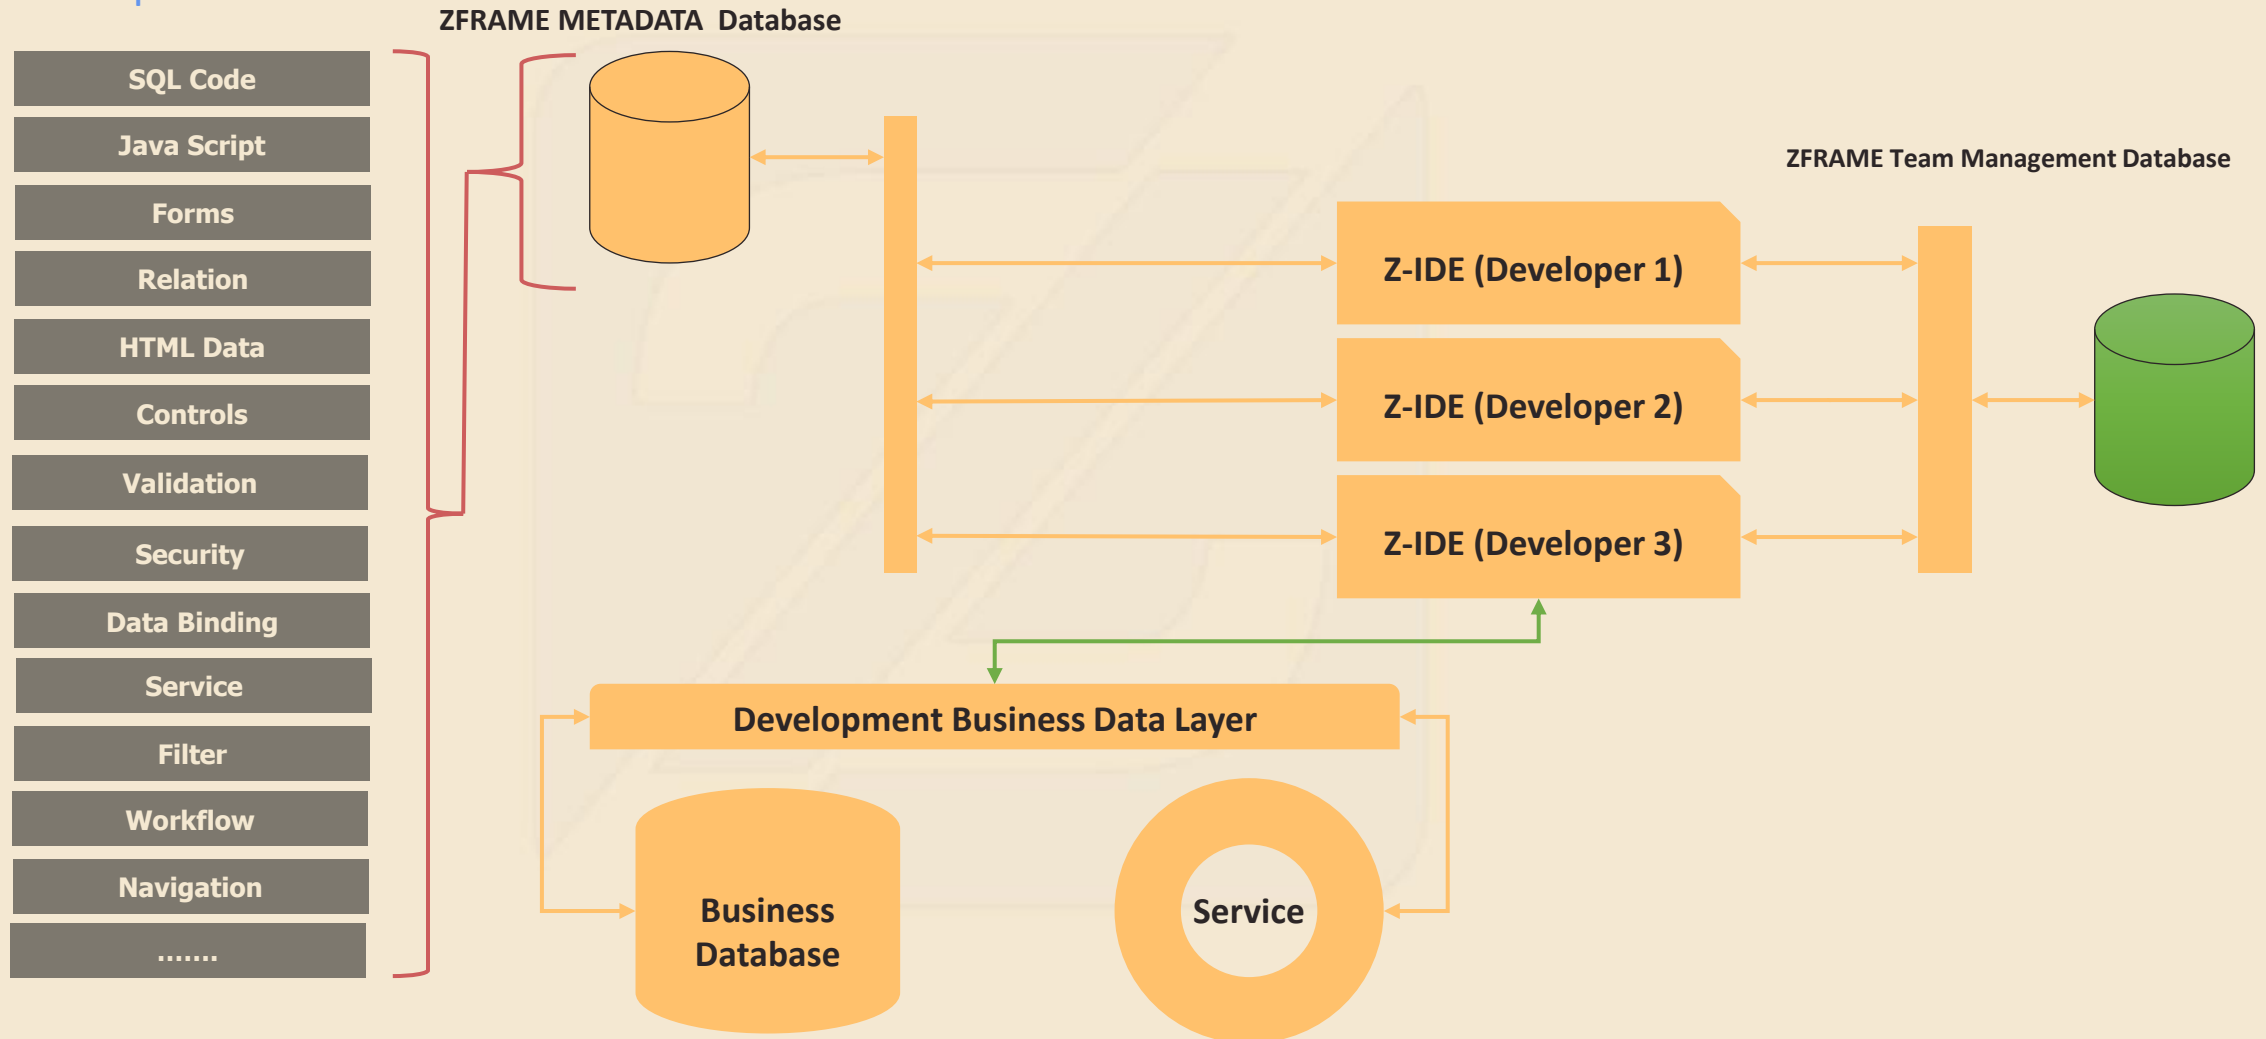 ZFRAME METADATA Database
SQL Code
Java Script
Forms
Relation
HTML Data
Controls
Validation
Security
Data Binding
Service
Filter
Workflow
Navigation
.......
ZFRAME Team Management Database
Z-IDE (Developer 1)
Z-IDE (Developer 2)
Z-IDE (Developer 3)
Development Business Data Layer
Business
Database
Service